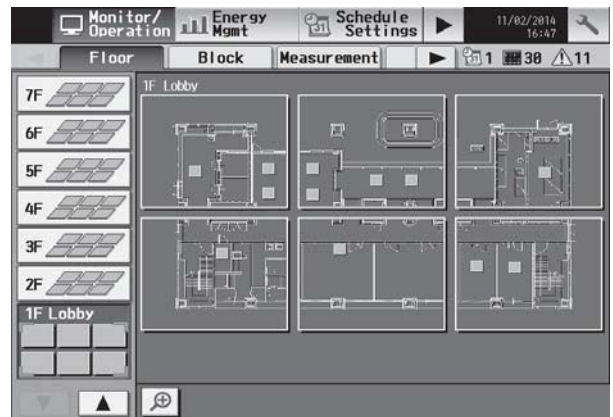 Monitor/ Operation
Energy Mgmt
Schedule Settings
11/02/2014
16:47
Floor
Block
Measurement
1
30
11
7F
1F Lobby
6F
5F
4F
3F
2F
1F Lobby